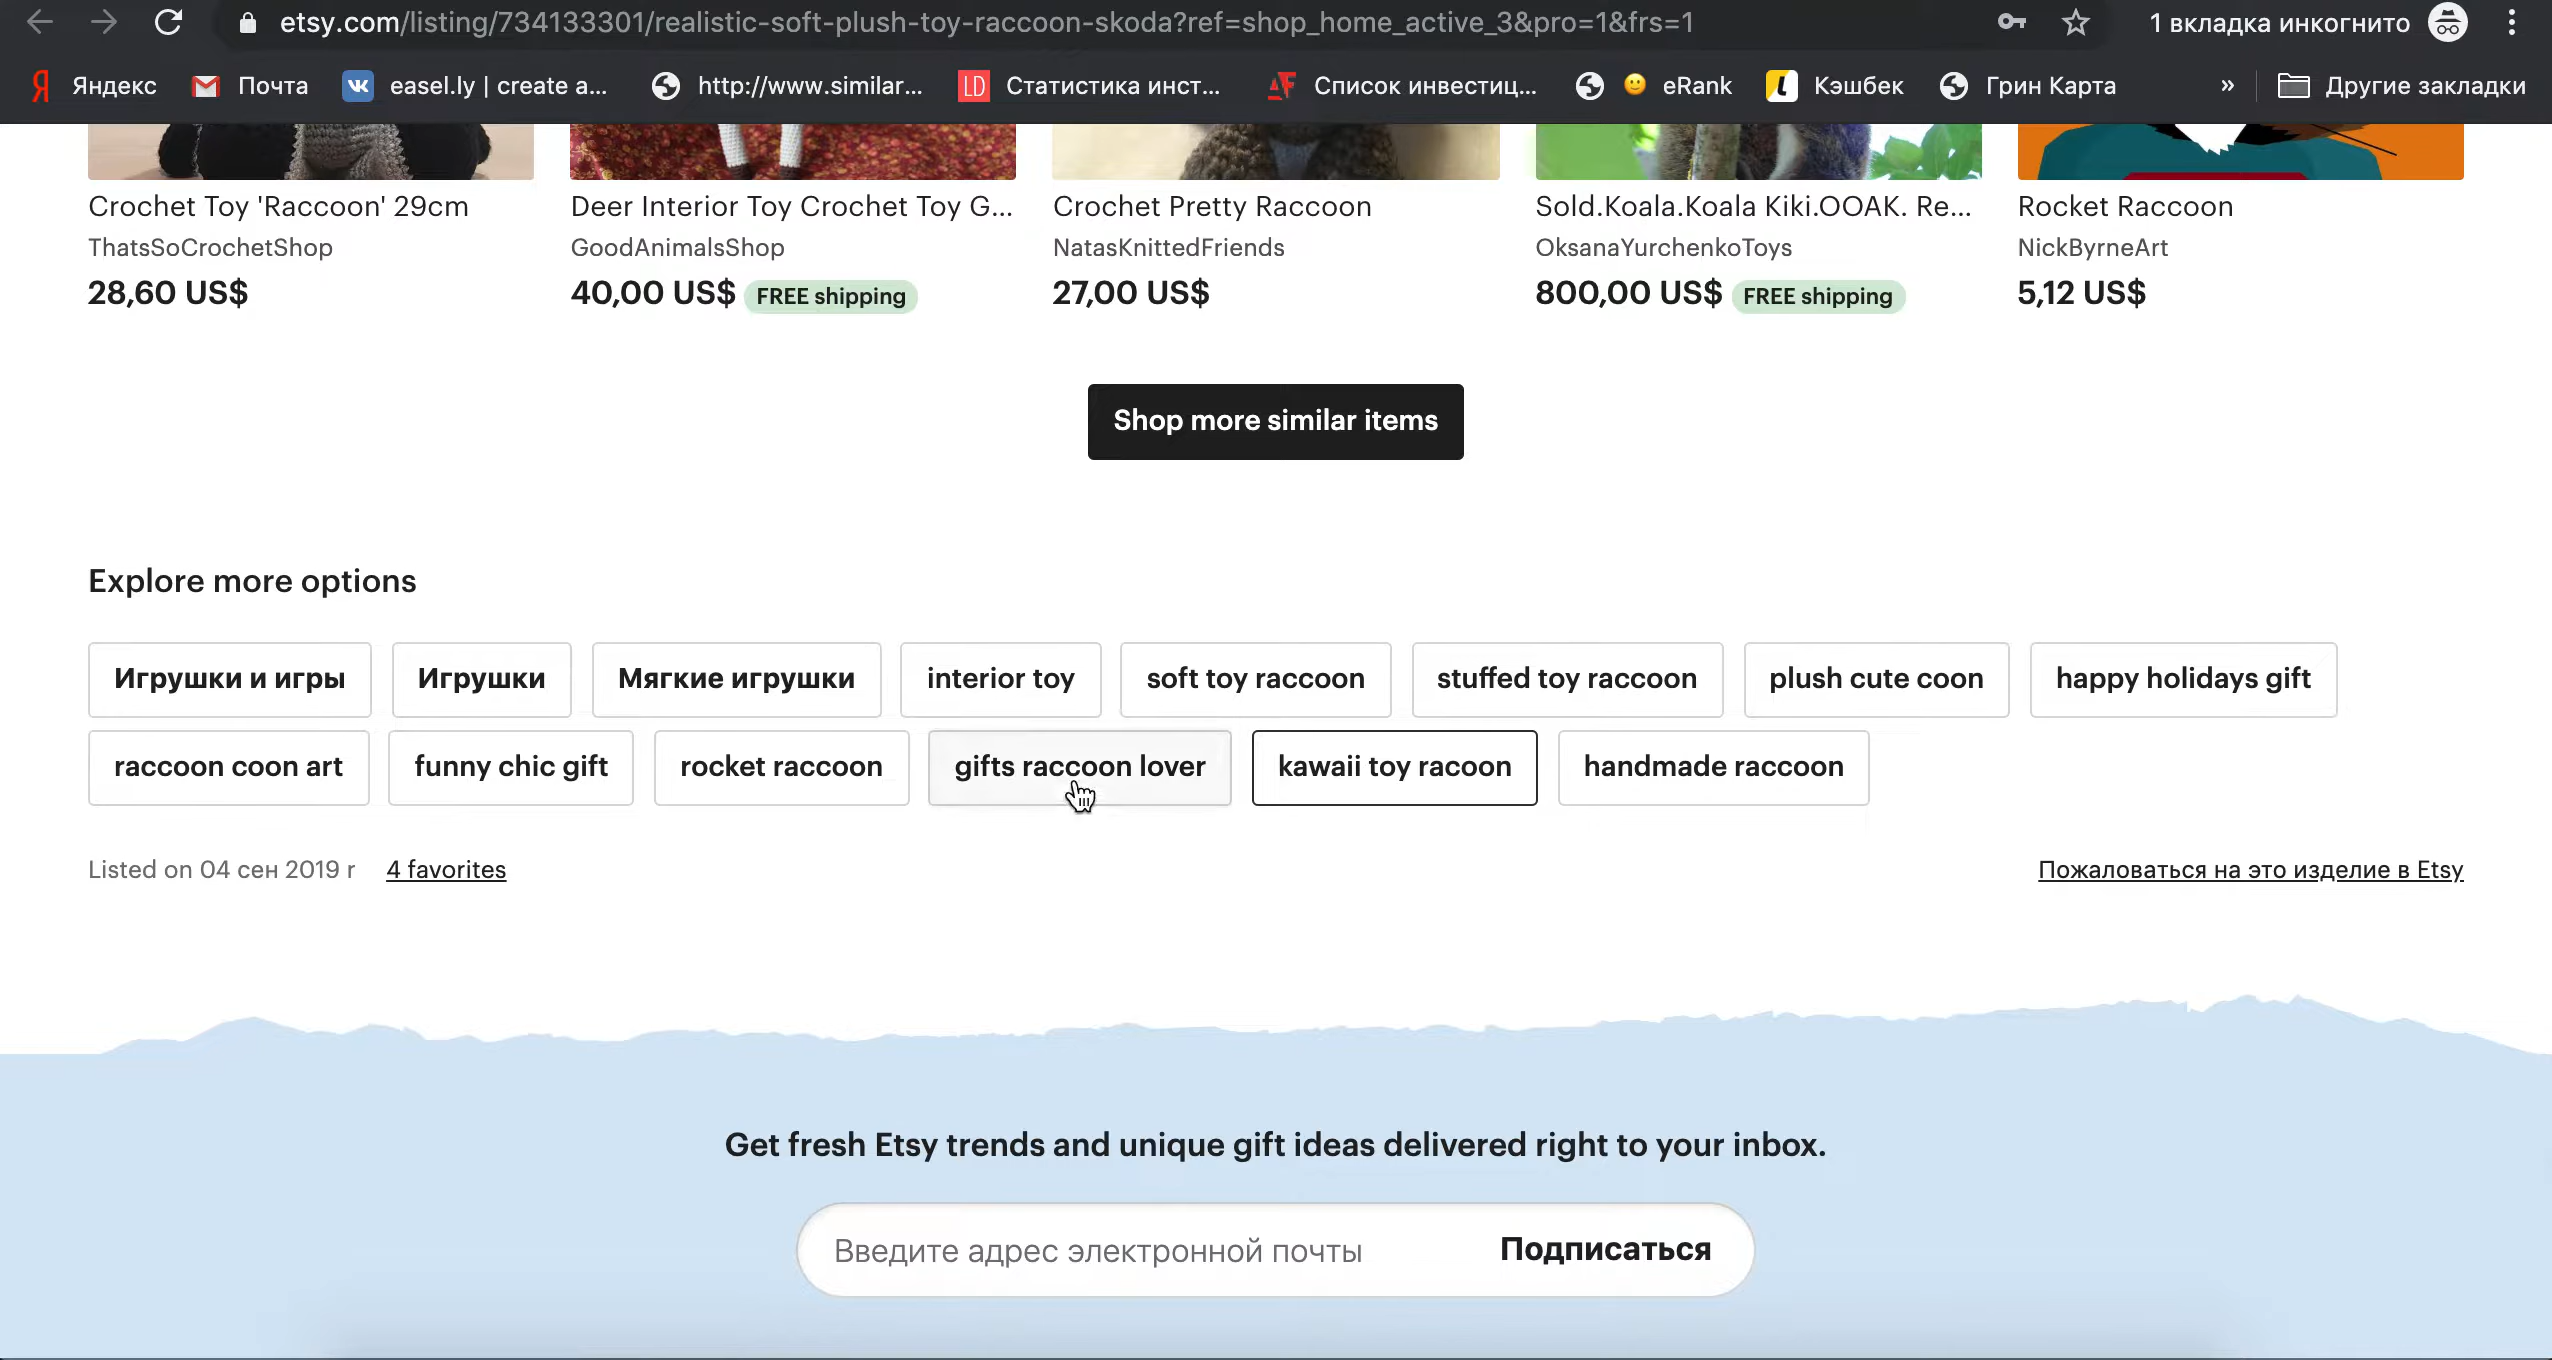 etsy.com/listing/734133301/realistic-soft-plush-toy-raccoon-skoda?ref=shop_home_active_3&pro=1&frs=1
1 вкладка инкогнито
Яндекс
Почта
easel.ly | create a...
http://www.similar...
Статистика инст...
Список инвестиц...
eRank
Кэшбек
Грин Карта
»
Другие закладки
Crochet Toy 'Raccoon' 29cm
ThatsSoCrochetShop
28,60 US$
Deer Interior Toy Crochet Toy G...
GoodAnimalsShop
40,00 US$ FREE shipping
Crochet Pretty Raccoon
NatasKnittedFriends
27,00 US$
Sold.Koala.Koala Kiki.OOAK. Re...
OksanaYurchenkoToys
800,00 US$ FREE shipping
Rocket Raccoon
NickByrneArt
5,12 US$
Shop more similar items
Explore more options
Игрушки и игры
Игрушки
Мягкие игрушки
interior toy
soft toy raccoon
stuffed toy raccoon
plush cute coon
happy holidays gift
raccoon coon art
funny chic gift
rocket raccoon
gifts raccoon lover
kawaii toy racoon
handmade raccoon
Listed on 04 сен 2019 г
4 favorites
Пожаловаться на это изделие в Etsy
Get fresh Etsy trends and unique gift ideas delivered right to your inbox.
Введите адрес электронной почты
Подписаться